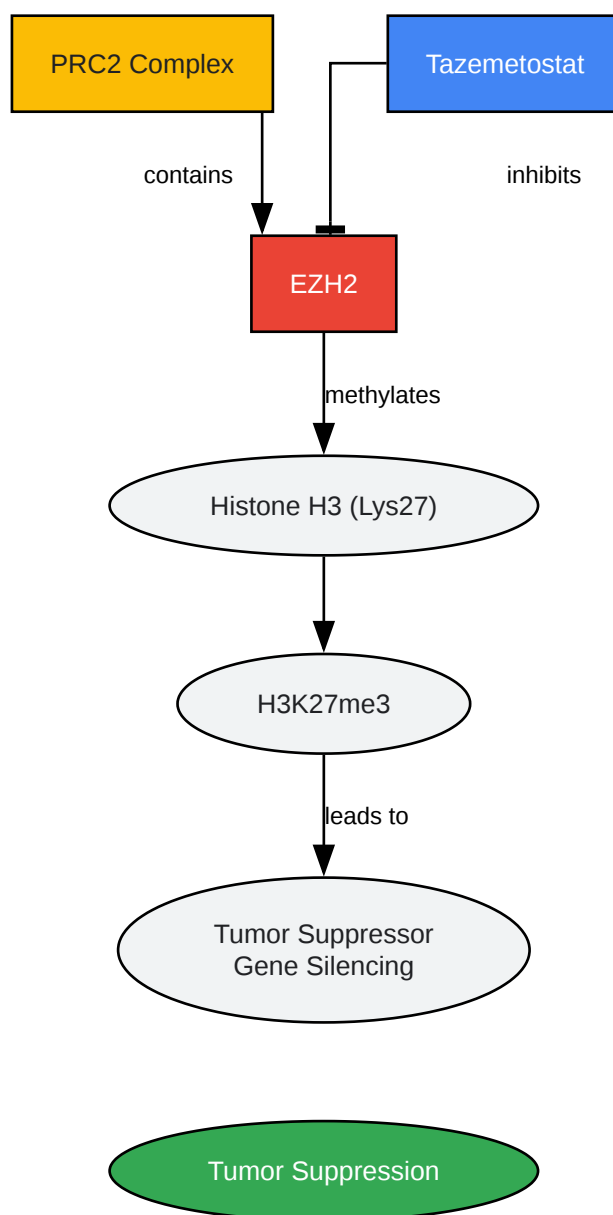 PRC2 Complex
Tazemetostat
contains
inhibits
EZH2
methylates
Histone H3 (Lys27)
H3K27me3
leads to
Tumor Suppressor
Gene Silencing
Tumor Suppression